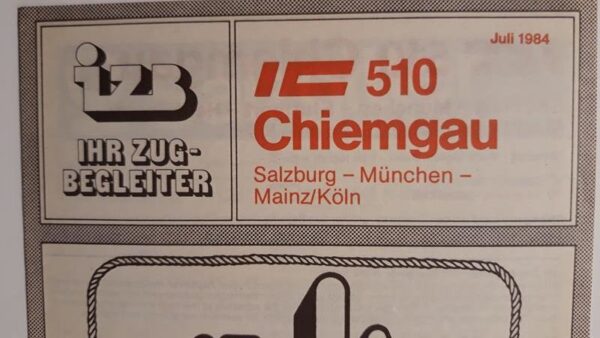 Juli 1984
izB
IHR ZUG-
BEGLEITER
IC 510
Chiemgau
Salzburg – München –
Mainz/Köln